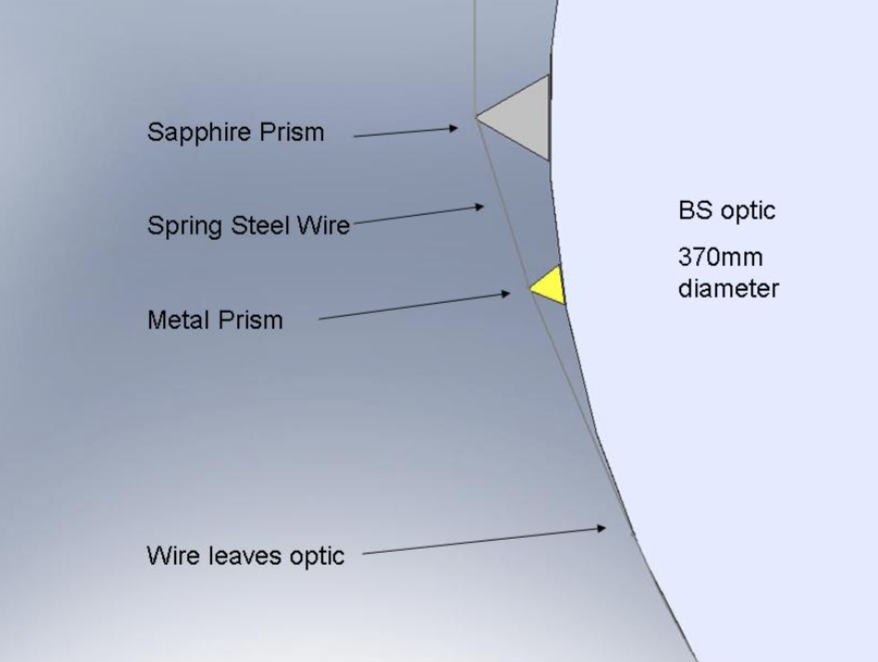 Sapphire Prism
Spring Steel Wire
Metal Prism
Wire leaves optic
BS optic
370mm
diameter